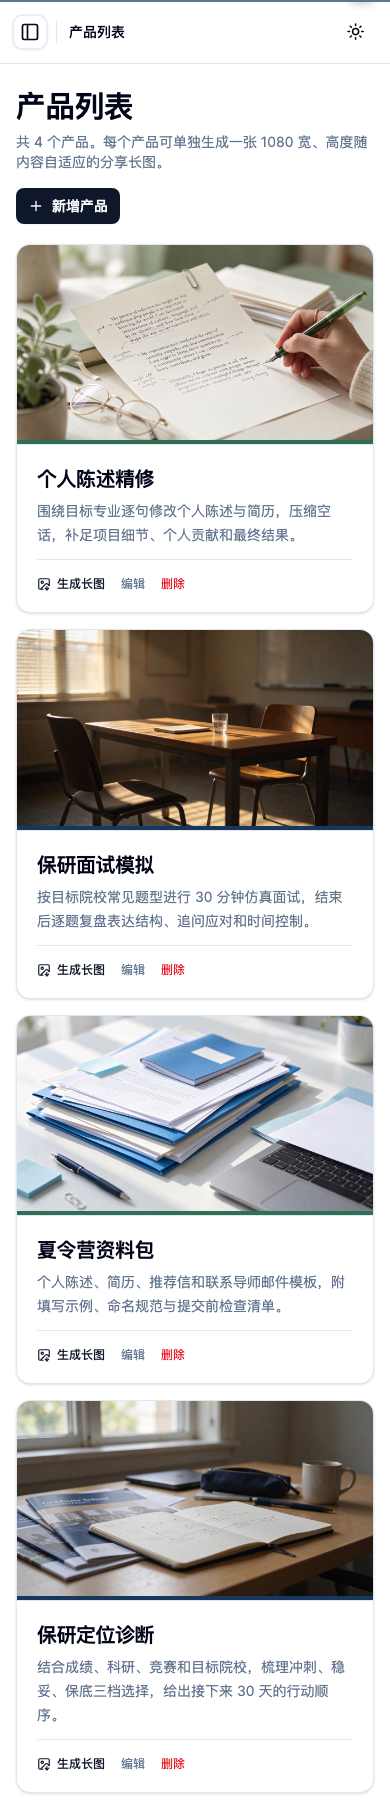 产品列表
产品列表
共 4 个产品。每个产品可单独生成一张 1080 宽、高度随
内容自适应的分享长图。
新增产品
个人陈述精修
围绕目标专业逐句修改个人陈述与简历，压缩空
话，补足项目细节、个人贡献和最终结果。
生成长图 编辑 删除
保研面试模拟
按目标院校常见题型进行 30 分钟仿真面试，结束
后逐题复盘表达结构、追问应对和时间控制。
生成长图 编辑 删除
夏令营资料包
个人陈述、简历、推荐信和联系导师邮件模板，附
填写示例、命名规范与提交前检查清单。
生成长图 编辑 删除
保研定位诊断
结合成绩、科研、竞赛和目标院校，梳理冲刺、稳
妥、保底三档选择，给出接下来 30 天的行动顺
序。
生成长图 编辑 删除